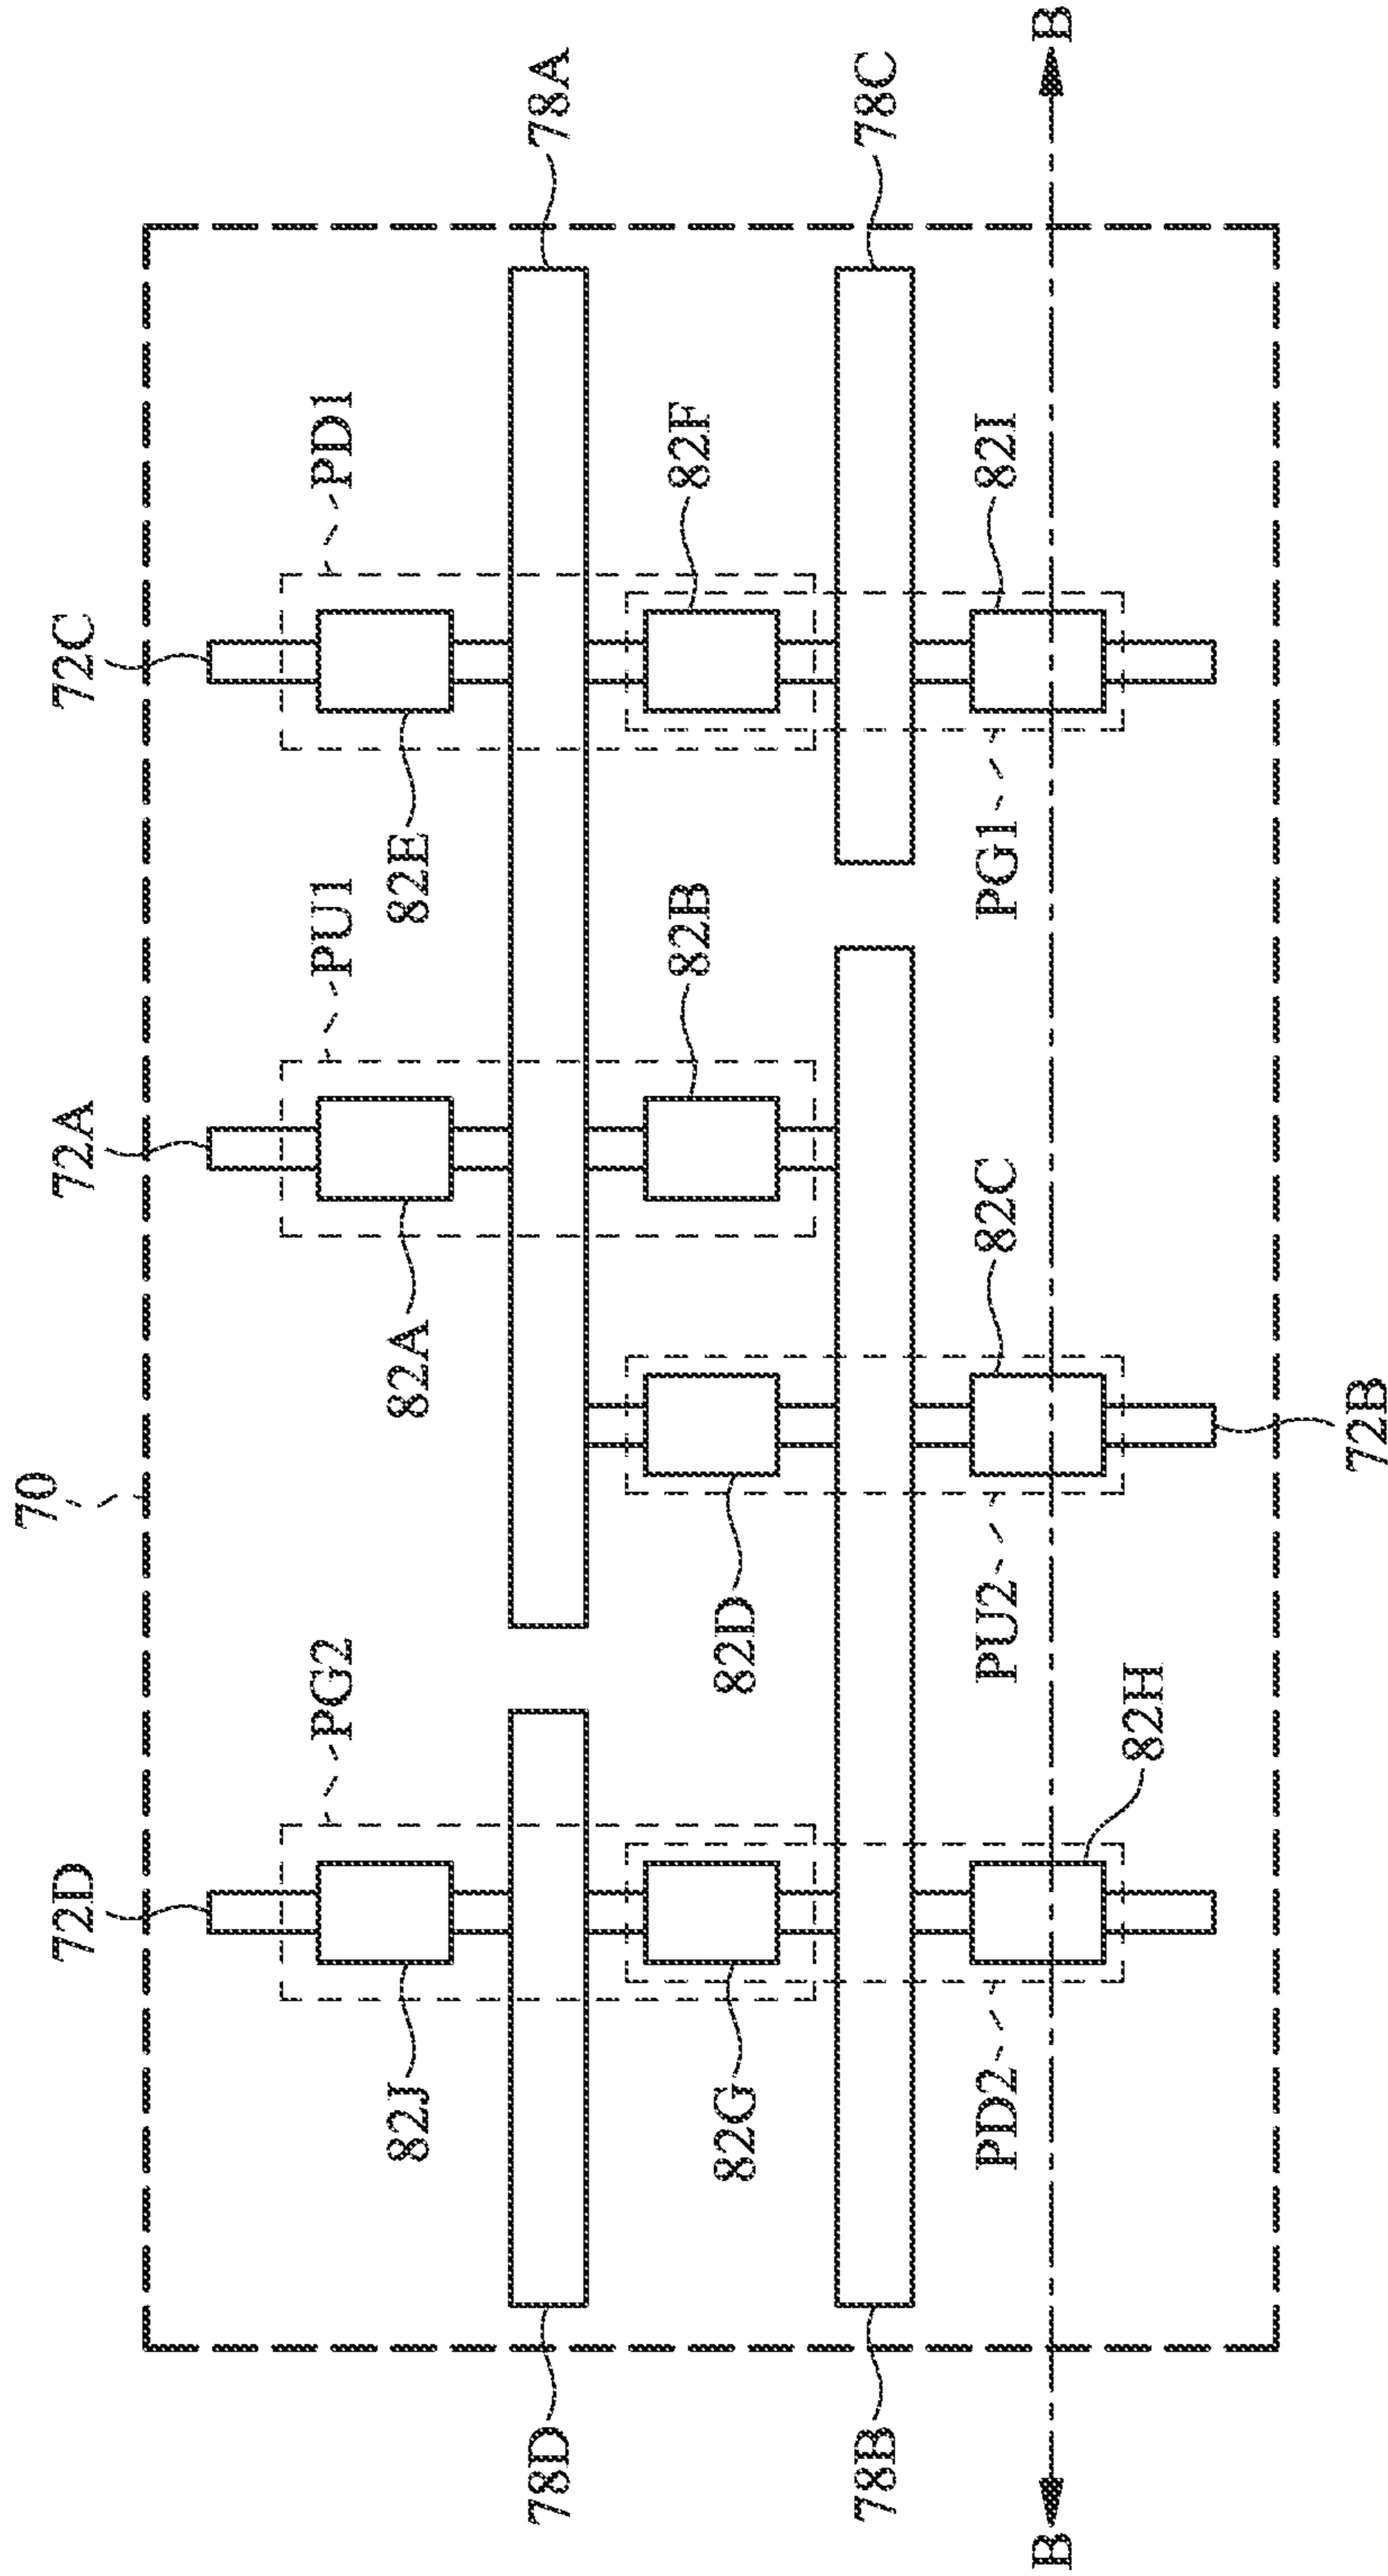 70
72D
72A
72C
PG2
PU1
PD1
82J
82A
82E
78D
78A
82G
82D
82B
82F
78B
78C
PD2
PU2
PG1
82C
82I
B
B
82H
72B